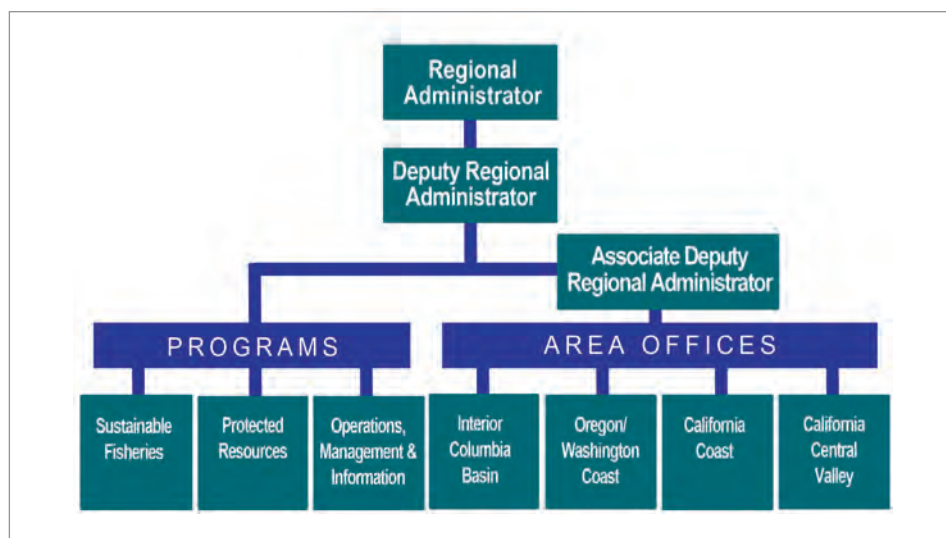 Regional
Administrator
Deputy Regional
Administrator
Associate Deputy
Regional Administrator
PROGRAMS
AREA OFFICES
Sustainable
Fisheries
Protected
Resources
Operations,
Management &
Information
Interior
Columbia
Basin
Oregon/
Washington
Coast
California
Coast
California
Central
Valley